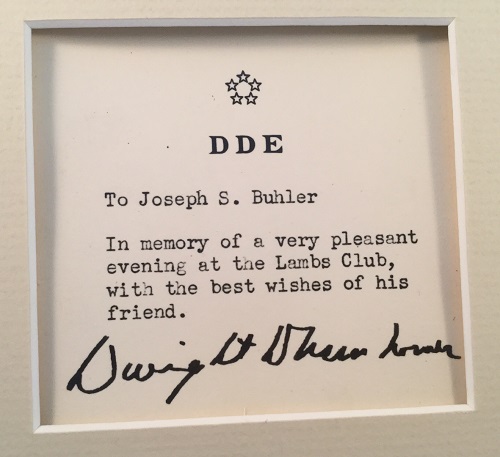 DDE
To Joseph S. Buhler
In memory of a very pleasant
evening at the Lambs Club,
with the best wishes of his
friend.
Dwight D Eisenhower